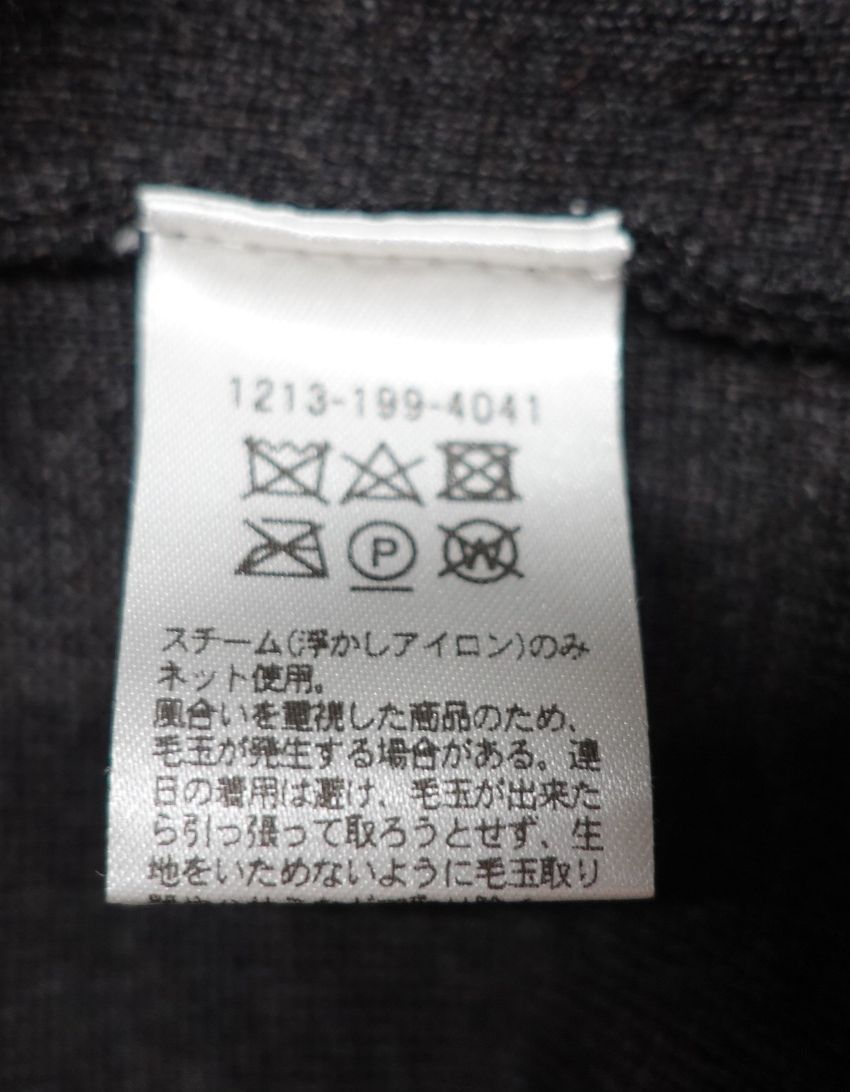 1213-199-4041
P
W
スチーム(浮かしアイロン)のみ
ネット使用。
風合いを重視した商品のため、
毛玉が発生する場合がある。連
日の着用は避け、毛玉が出来た
ら引っ張って取ろうとせず、生
地をいためないように毛玉取り